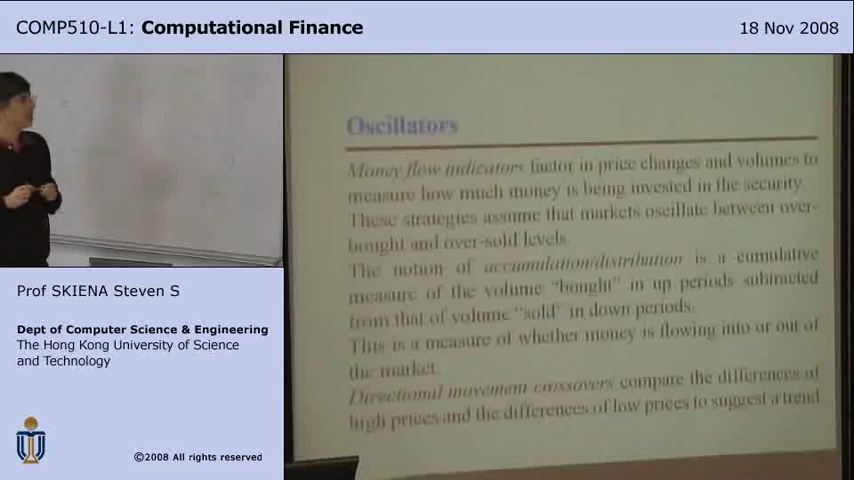 COMP510-L1: Computational Finance
18 Nov 2008
Oscillators
Money flow indicators factor in price changes and volumes to
measure how much money is being invested in the security.
These strategies assume that markets oscillate between over-
bought and over-sold levels.
The notion of accumulation/distribution is a cumulative
measure of the volume "bought" in up periods subtracted
from that of volume "sold" in down periods.
This is a measure of whether money is flowing into or out of
the market.
Directional movement crossovers compare the differences of
high prices and the differences of low prices to suggest a trend
Prof SKIENA Steven S
Dept of Computer Science & Engineering
The Hong Kong University of Science
and Technology
©2008 All rights reserved